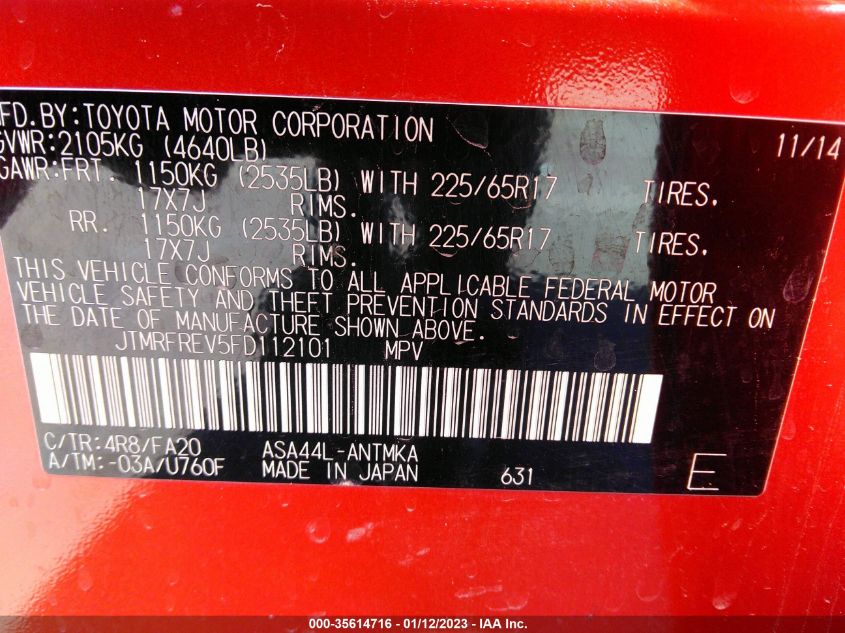 MFD.BY:TOYOTA MOTOR CORPORATION 11/14
GVWR:2105KG (4640LB)
GAWR:FRT. 1150KG (2535LB) WITH 225/65R17 TIRES.
17X7J RIMS.
RR. 1150KG (2535LB) WITH 225/65R17 TIRES.
17X7J RIMS.
THIS VEHICLE CONFORMS TO ALL APPLICABLE FEDERAL MOTOR
VEHICLE SAFETY AND THEFT PREVENTION STANDARDS IN EFFECT ON
THE DATE OF MANUFACTURE SHOWN ABOVE.
JTMRFREV5FD112101 MPV
C/TR:4R8/FA20 ASA44L-ANTMKA
A/TM:-03A/U760F MADE IN JAPAN 631 E
000-35614716 - 01/12/2023 - IAA Inc.